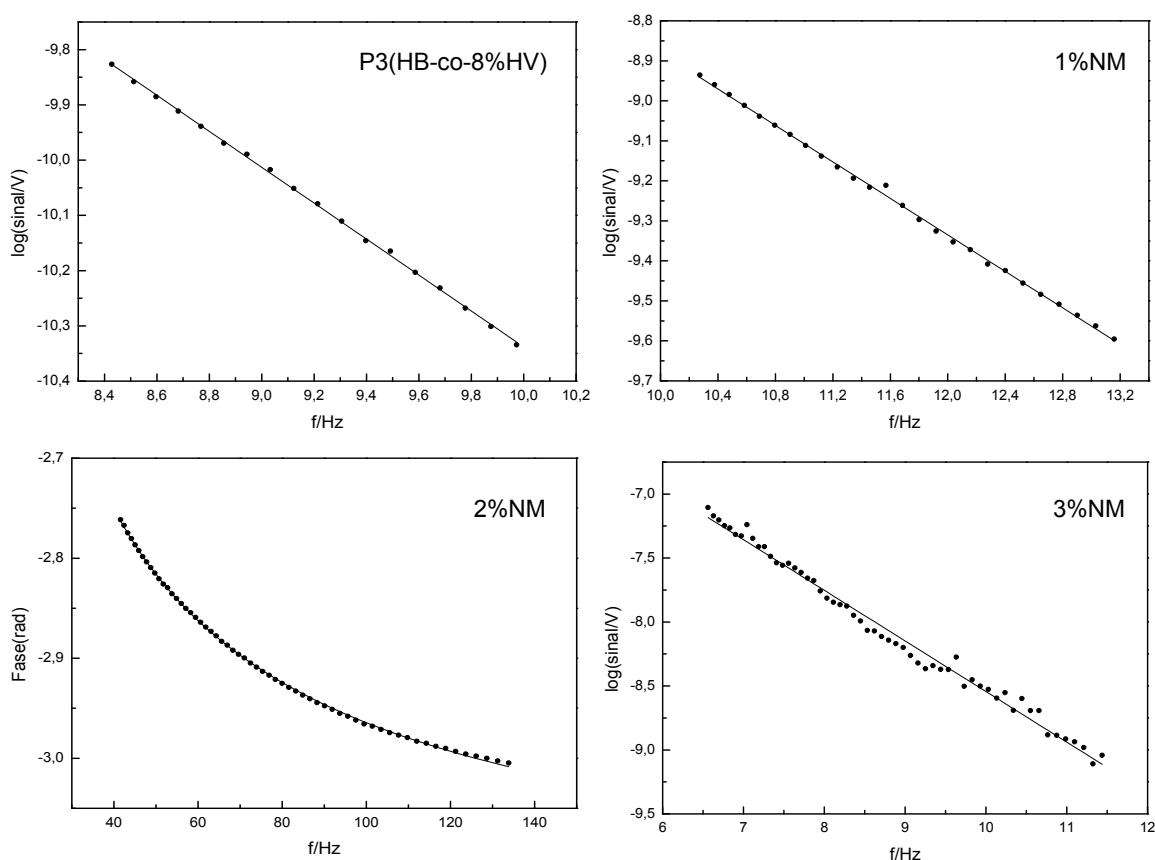 P3(HB-co-8%HV)
-9,8
-9,9
-10,0
-10,1
-10,2
-10,3
-10,4
log(sinal/V)
8,4 8,6 8,8 9,0 9,2 9,4 9,6 9,8 10,0 10,2
f/Hz
1%NM
-8,8
-8,9
-9,0
-9,1
-9,2
-9,3
-9,4
-9,5
-9,6
-9,7
log(sinal/V)
10,0 10,4 10,8 11,2 11,6 12,0 12,4 12,8 13,2
f/Hz
2%NM
-2,7
-2,8
-2,9
-3,0
Fase(rad)
40 60 80 100 120 140
f/Hz
3%NM
-7,0
-7,5
-8,0
-8,5
-9,0
-9,5
log(sinal/V)
6 7 8 9 10 11 12
f/Hz